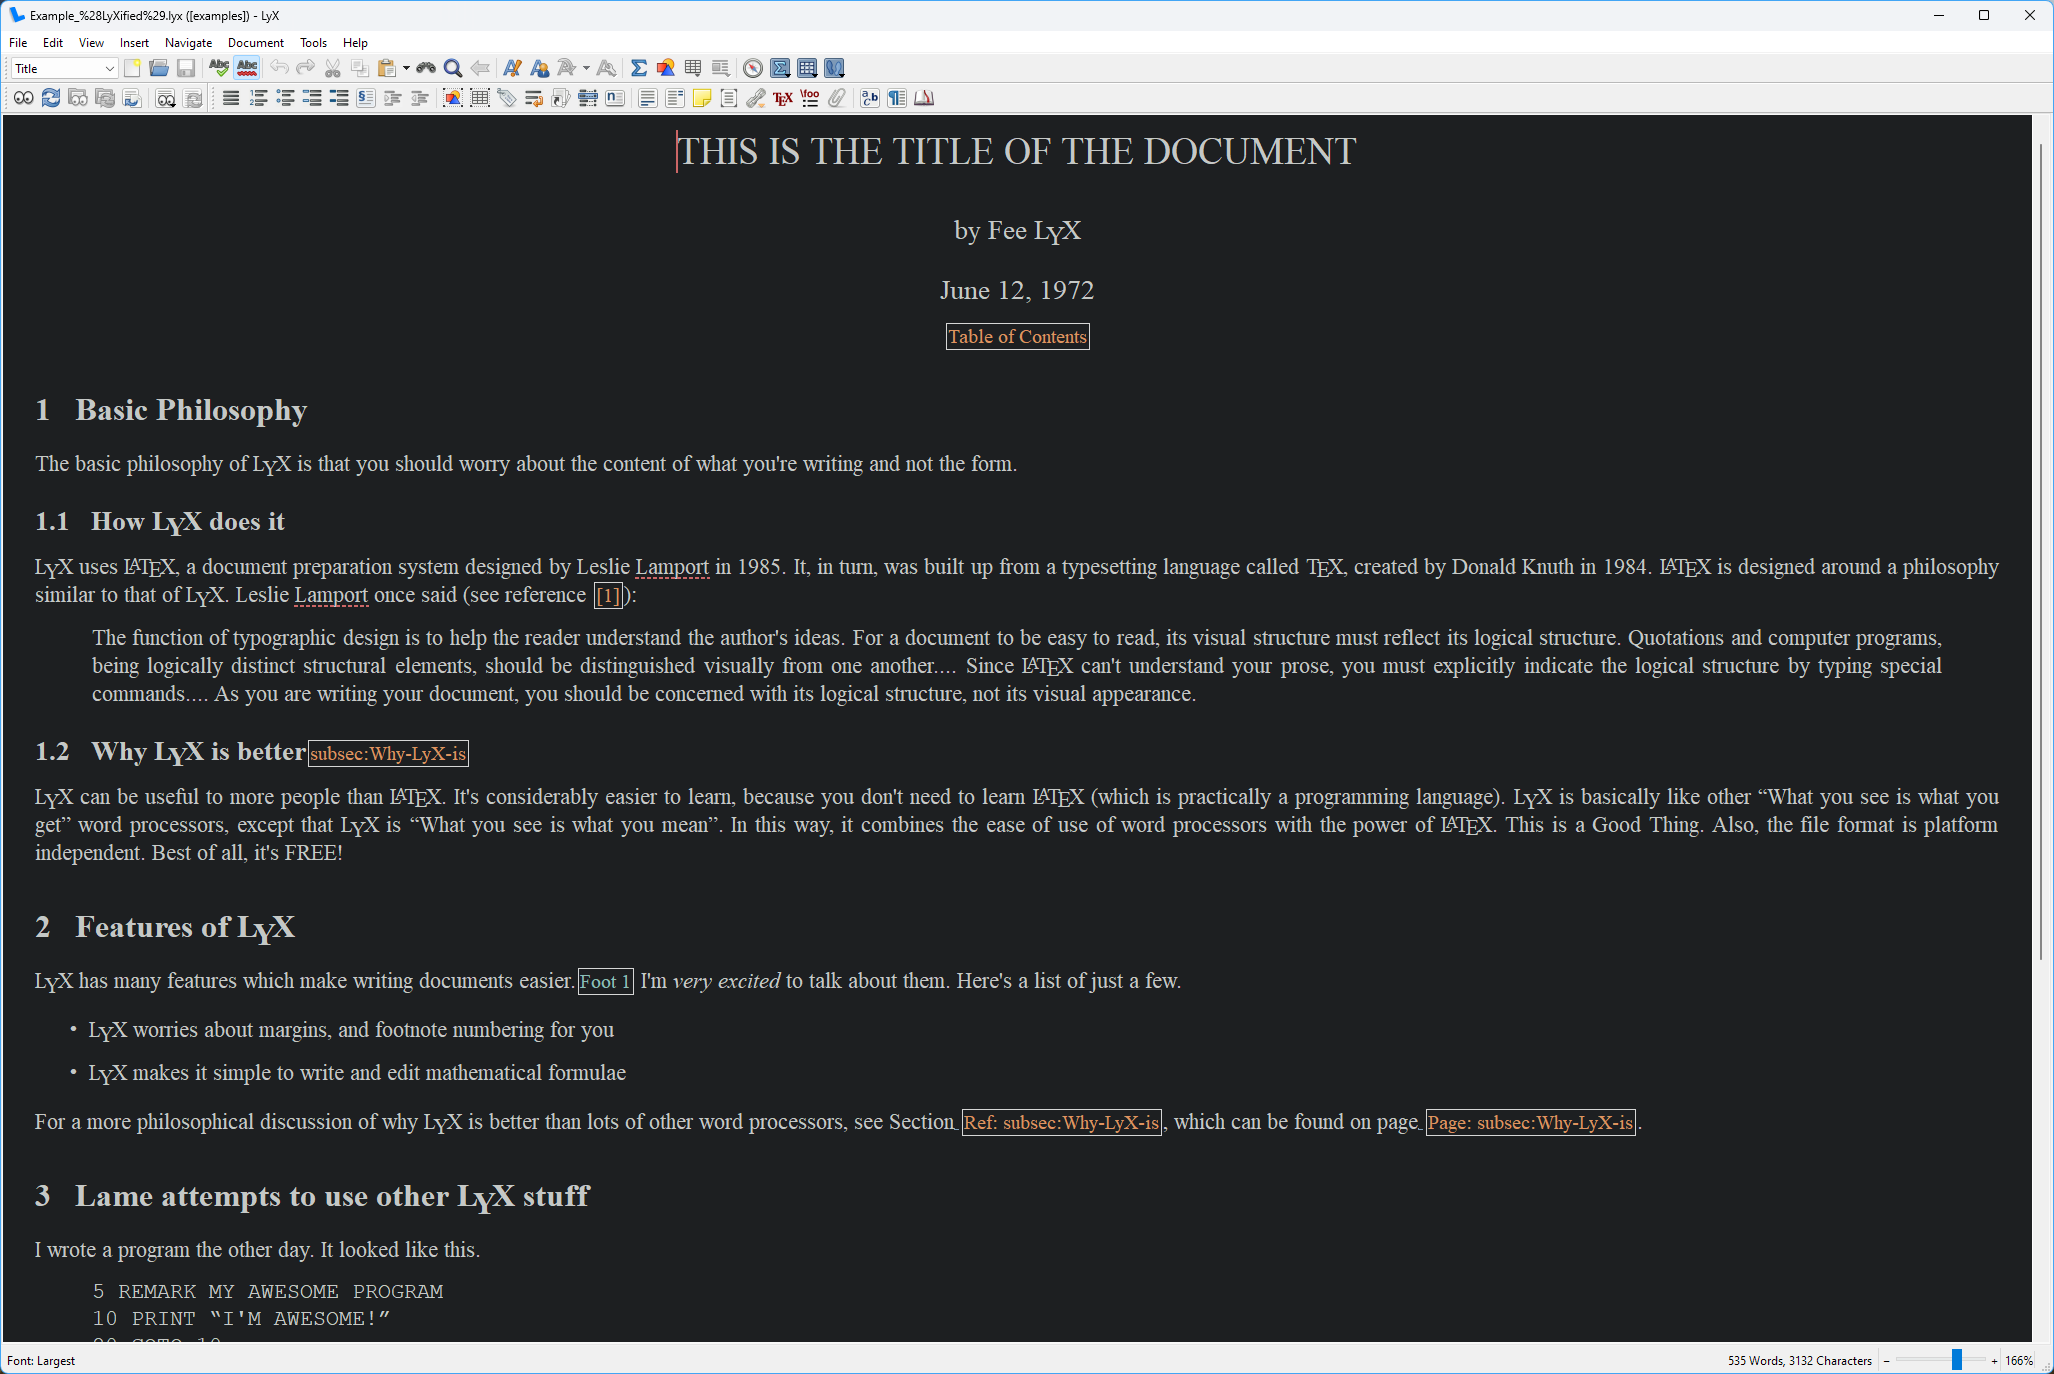 Example_%28LyXified%29.lyx ([examples]) - LyX
File Edit View Insert Navigate Document Tools Help
Title
THIS IS THE TITLE OF THE DOCUMENT
by Fee LyX
June 12, 1972
Table of Contents
1 Basic Philosophy
The basic philosophy of LyX is that you should worry about the content of what you're writing and not the form.
1.1 How LyX does it
LyX uses LATEX, a document preparation system designed by Leslie Lamport in 1985. It, in turn, was built up from a typesetting language called TEX, created by Donald Knuth in 1984. LATEX is designed around a philosophy
similar to that of LyX. Leslie Lamport once said (see reference [1]):
The function of typographic design is to help the reader understand the author's ideas. For a document to be easy to read, its visual structure must reflect its logical structure. Quotations and computer programs,
being logically distinct structural elements, should be distinguished visually from one another.... Since LATEX can't understand your prose, you must explicitly indicate the logical structure by typing special
commands.... As you are writing your document, you should be concerned with its logical structure, not its visual appearance.
1.2 Why LyX is better subsec:Why-LyX-is
LyX can be useful to more people than LATEX. It's considerably easier to learn, because you don't need to learn LATEX (which is practically a programming language). LyX is basically like other “What you see is what you
get” word processors, except that LyX is “What you see is what you mean”. In this way, it combines the ease of use of word processors with the power of LATEX. This is a Good Thing. Also, the file format is platform
independent. Best of all, it's FREE!
2 Features of LyX
LyX has many features which make writing documents easier. Foot 1 I'm very excited to talk about them. Here's a list of just a few.
• LyX worries about margins, and footnote numbering for you
• LyX makes it simple to write and edit mathematical formulae
For a more philosophical discussion of why LyX is better than lots of other word processors, see Section Ref: subsec:Why-LyX-is, which can be found on page Page: subsec:Why-LyX-is.
3 Lame attempts to use other LyX stuff
I wrote a program the other day. It looked like this.
5 REMARK MY AWESOME PROGRAM
10 PRINT “I'M AWESOME!”
Font: Largest
535 Words, 3132 Characters - + 166%